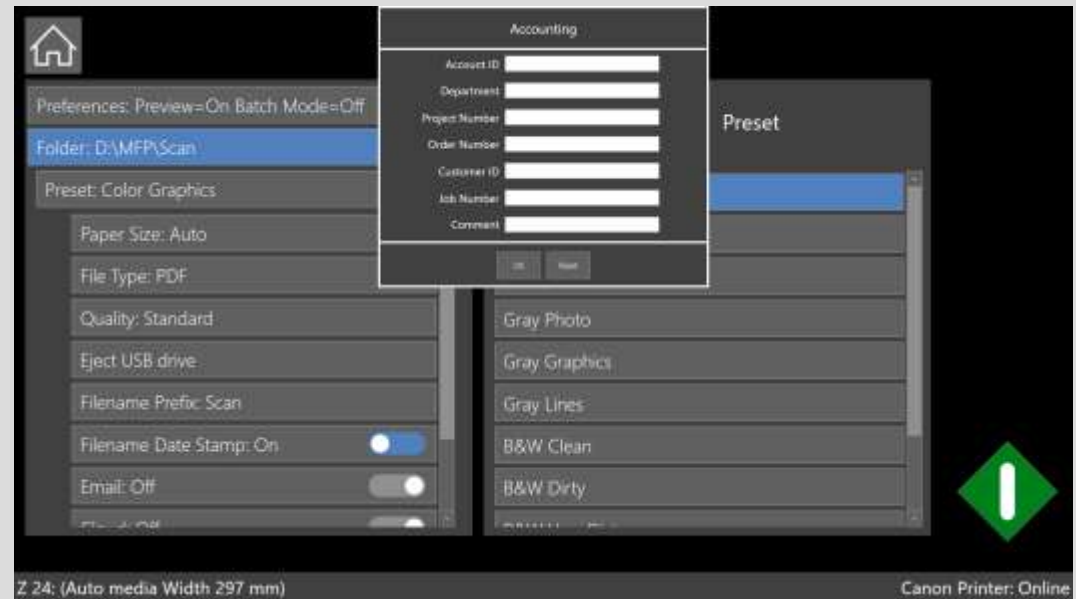 Accounting
Account ID
Department
Project Number
Order Number
Customer ID
Job Number
Comment
OK
Reset
Preferences: Preview=On Batch Mode=Off
Folder: D:\MFP\Scan
Preset: Color Graphics
Paper Size: Auto
File Type: PDF
Quality: Standard
Eject USB drive
Filename Prefix: Scan
Filename Date Stamp: On
Email: Off
Preset
Gray Photo
Gray Graphics
Gray Lines
B&W Clean
B&W Dirty
Z 24: (Auto media Width 297 mm)
Canon Printer: Online